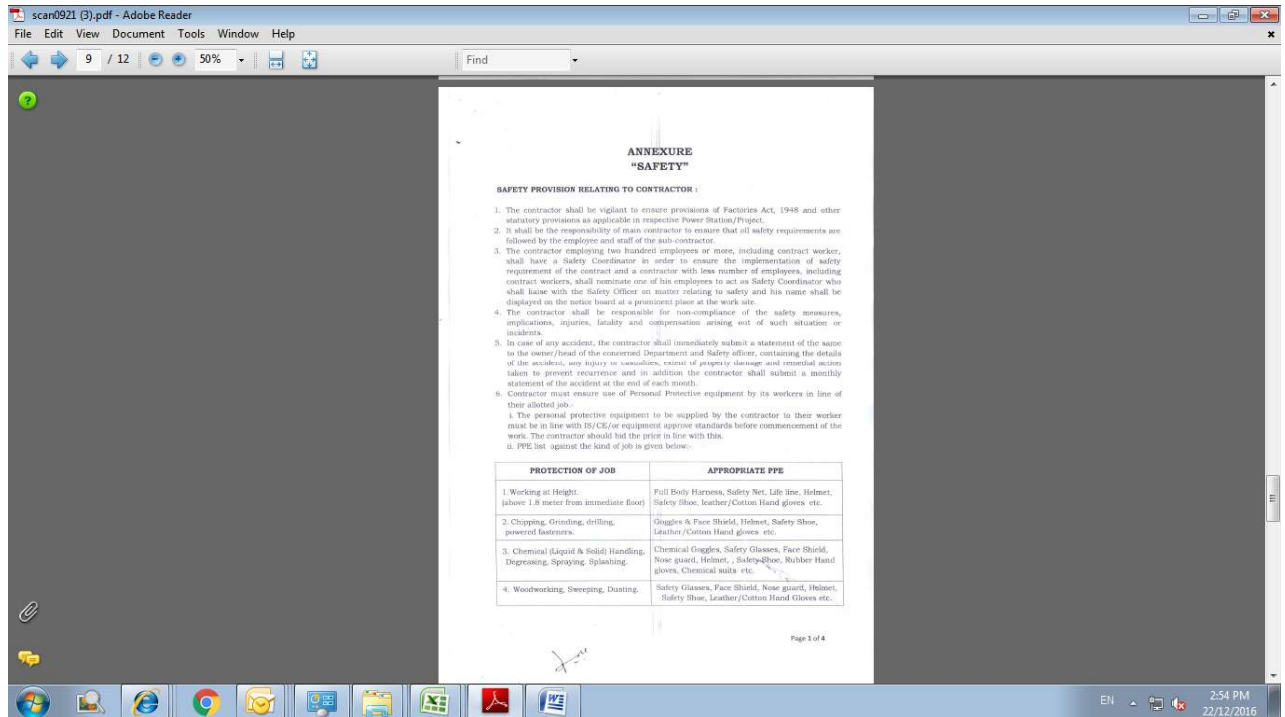 scan0921 (3).pdf - Adobe Reader
File Edit View Document Tools Window Help
9 / 12 50% Find
ANNEXURE
“SAFETY”
SAFETY PROVISION RELATING TO CONTRACTOR :
1. The contractor shall be vigilant to ensure provisions of Factories Act, 1948 and other
statutory provisions as applicable in respective Power Station/Project.
2. It shall be the responsibility of main contractor to ensure that all safety requirements are
followed by the employee and staff of the sub-contractor.
3. The contractor employing two hundred employees or more, including contract worker,
shall have a Safety Coordinator in order to ensure the implementation of safety
requirement of the contract and a contractor with less number of employees, including
contract workers, shall nominate one of his employees to act as Safety Coordinator who
shall liaise with the Safety Officer on matter relating to safety and his name shall be
displayed on the notice board at a prominent place at the work site.
4. The contractor shall be responsible for non-compliance of the safety measures,
implications, injuries, fatality and compensation arising out of such situation or
incidents.
5. In case of any accident, the contractor shall immediately submit a statement of the same
to the owner/head of the concerned Department and Safety officer, containing the details
of the accident, any injury or casualties, extent of property damage and remedial action
taken to prevent recurrence and in addition the contractor shall submit a monthly
statement of the accident at the end of each month.
6. Contractor must ensure use of Personal Protective equipment by its workers in line of
their allotted job.-
i. The personal protective equipment to be supplied by the contractor to their worker
must be in line with IS/CE/or equipment approve standards before commencement of the
work. The contractor should bid the price in line with this.
ii. PPE list against the kind of job is given below:-
PROTECTION OF JOB APPROPRIATE PPE
1.Working at Height. Full Body Harness, Safety Net, Life line, Helmet,
(above 1.8 meter from immediate floor) Safety Shoe, leather/Cotton Hand gloves etc.
2. Chipping, Grinding, drilling, Goggles & Face Shield, Helmet, Safety Shoe,
powered fasteners. Leather/Cotton Hand gloves etc.
3. Chemical (Liquid & Solid) Handling, Chemical Goggles, Safety Glasses, Face Shield,
Degreasing, Spraying. Splashing. Nose guard, Helmet, , Safety Shoe, Rubber Hand
gloves, Chemical suits etc.
4. Woodworking, Sweeping, Dusting. Safety Glasses, Face Shield, Nose guard, Helmet,
Safety Shoe, Leather/Cotton Hand Gloves etc.
Page 1 of 4
EN 2:54 PM
22/12/2016